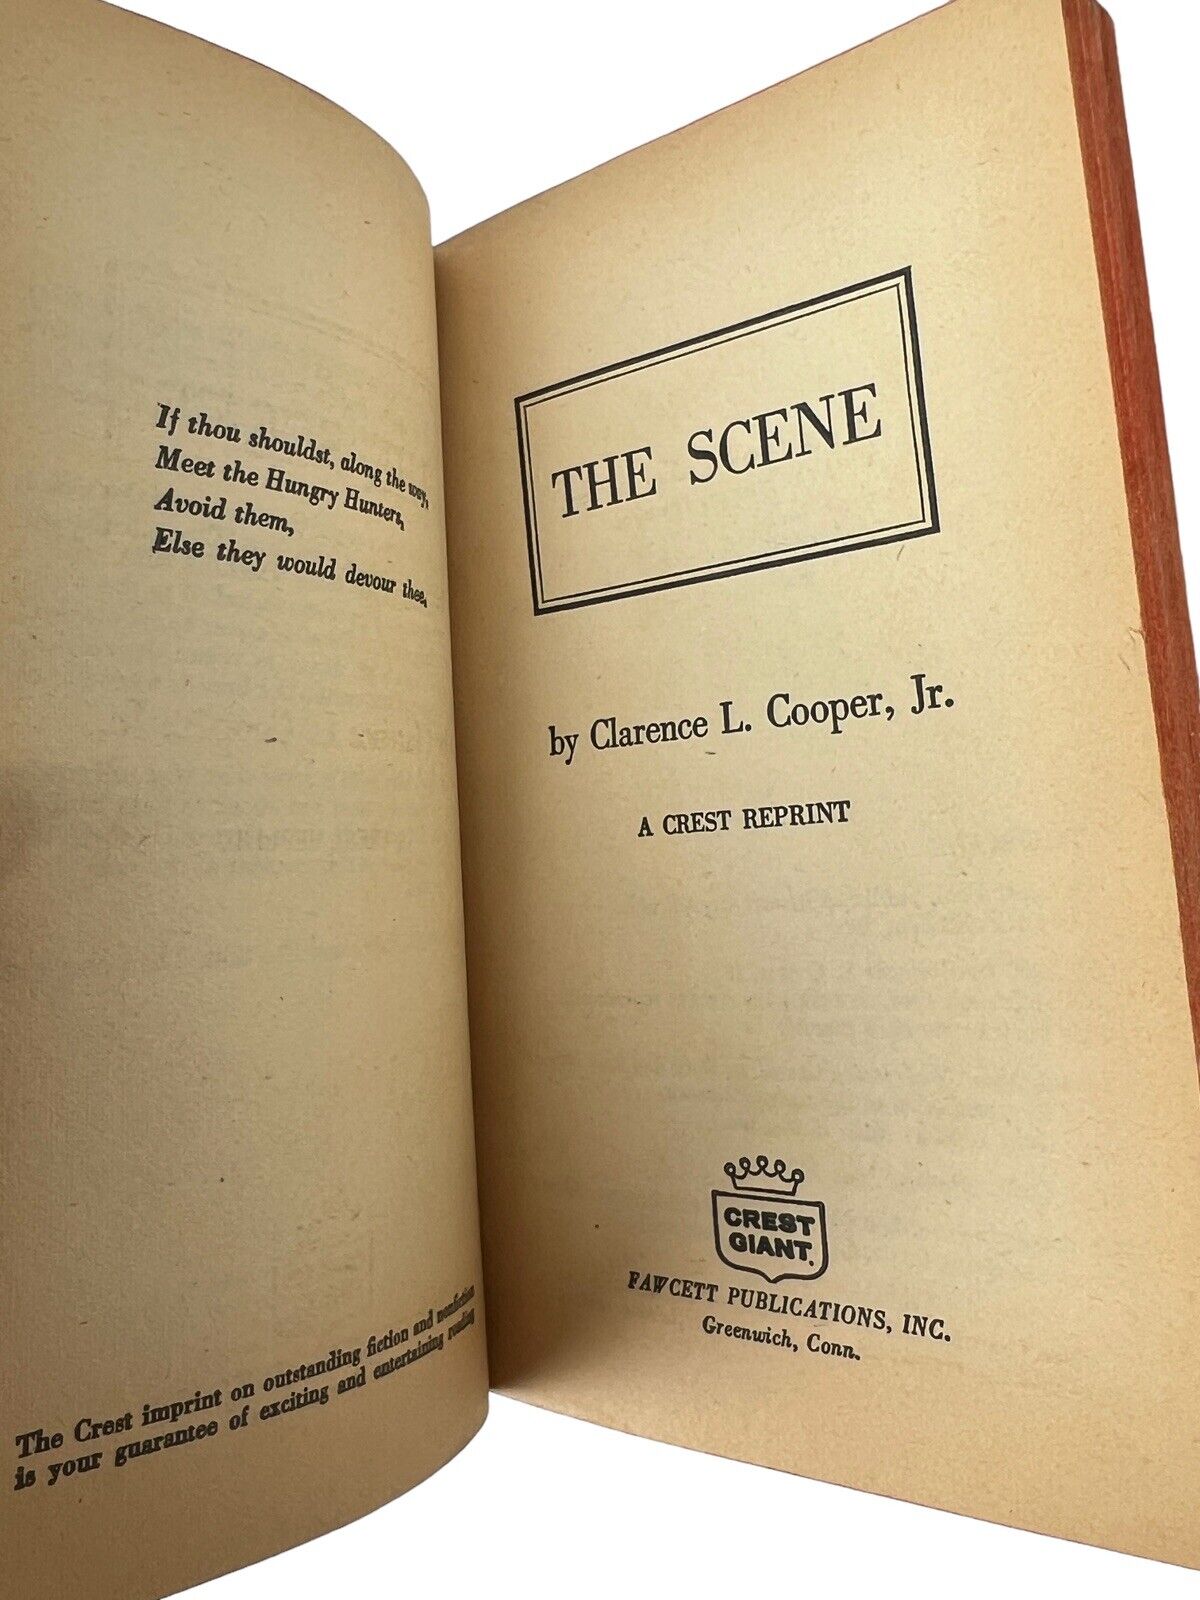 If thou shouldst, along the way,
Meet the Hungry Hunters,
Avoid them,
Else they would devour thee.
The Crest imprint on outstanding fiction and nonfiction
is your guarantee of exciting and entertaining reading
THE SCENE
by Clarence L. Cooper, Jr.
A CREST REPRINT
CREST
GIANT
FAWCETT PUBLICATIONS, INC.
Greenwich, Conn.